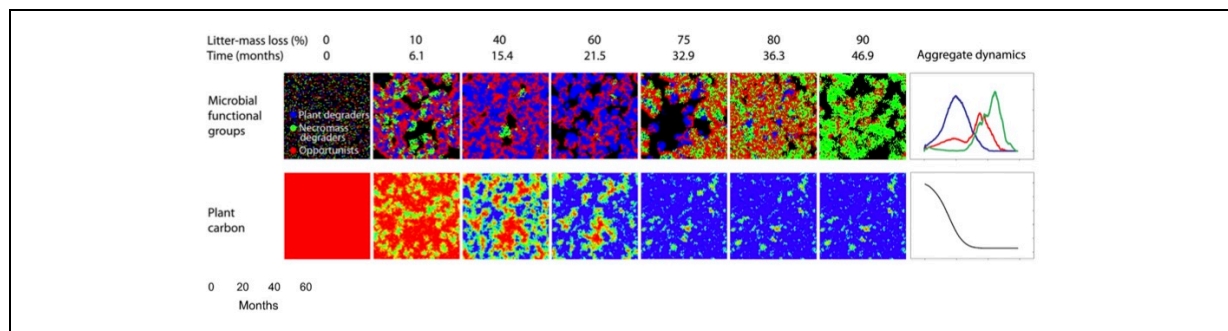 Litter-mass loss (%) 0 10 40 60 75 80 90
Time (months) 0 6.1 15.4 21.5 32.9 36.3 46.9 Aggregate dynamics
Microbial
functional
groups
Plant degraders
Necromass
degraders
Opportunists
Plant
carbon
0 20 40 60
Months